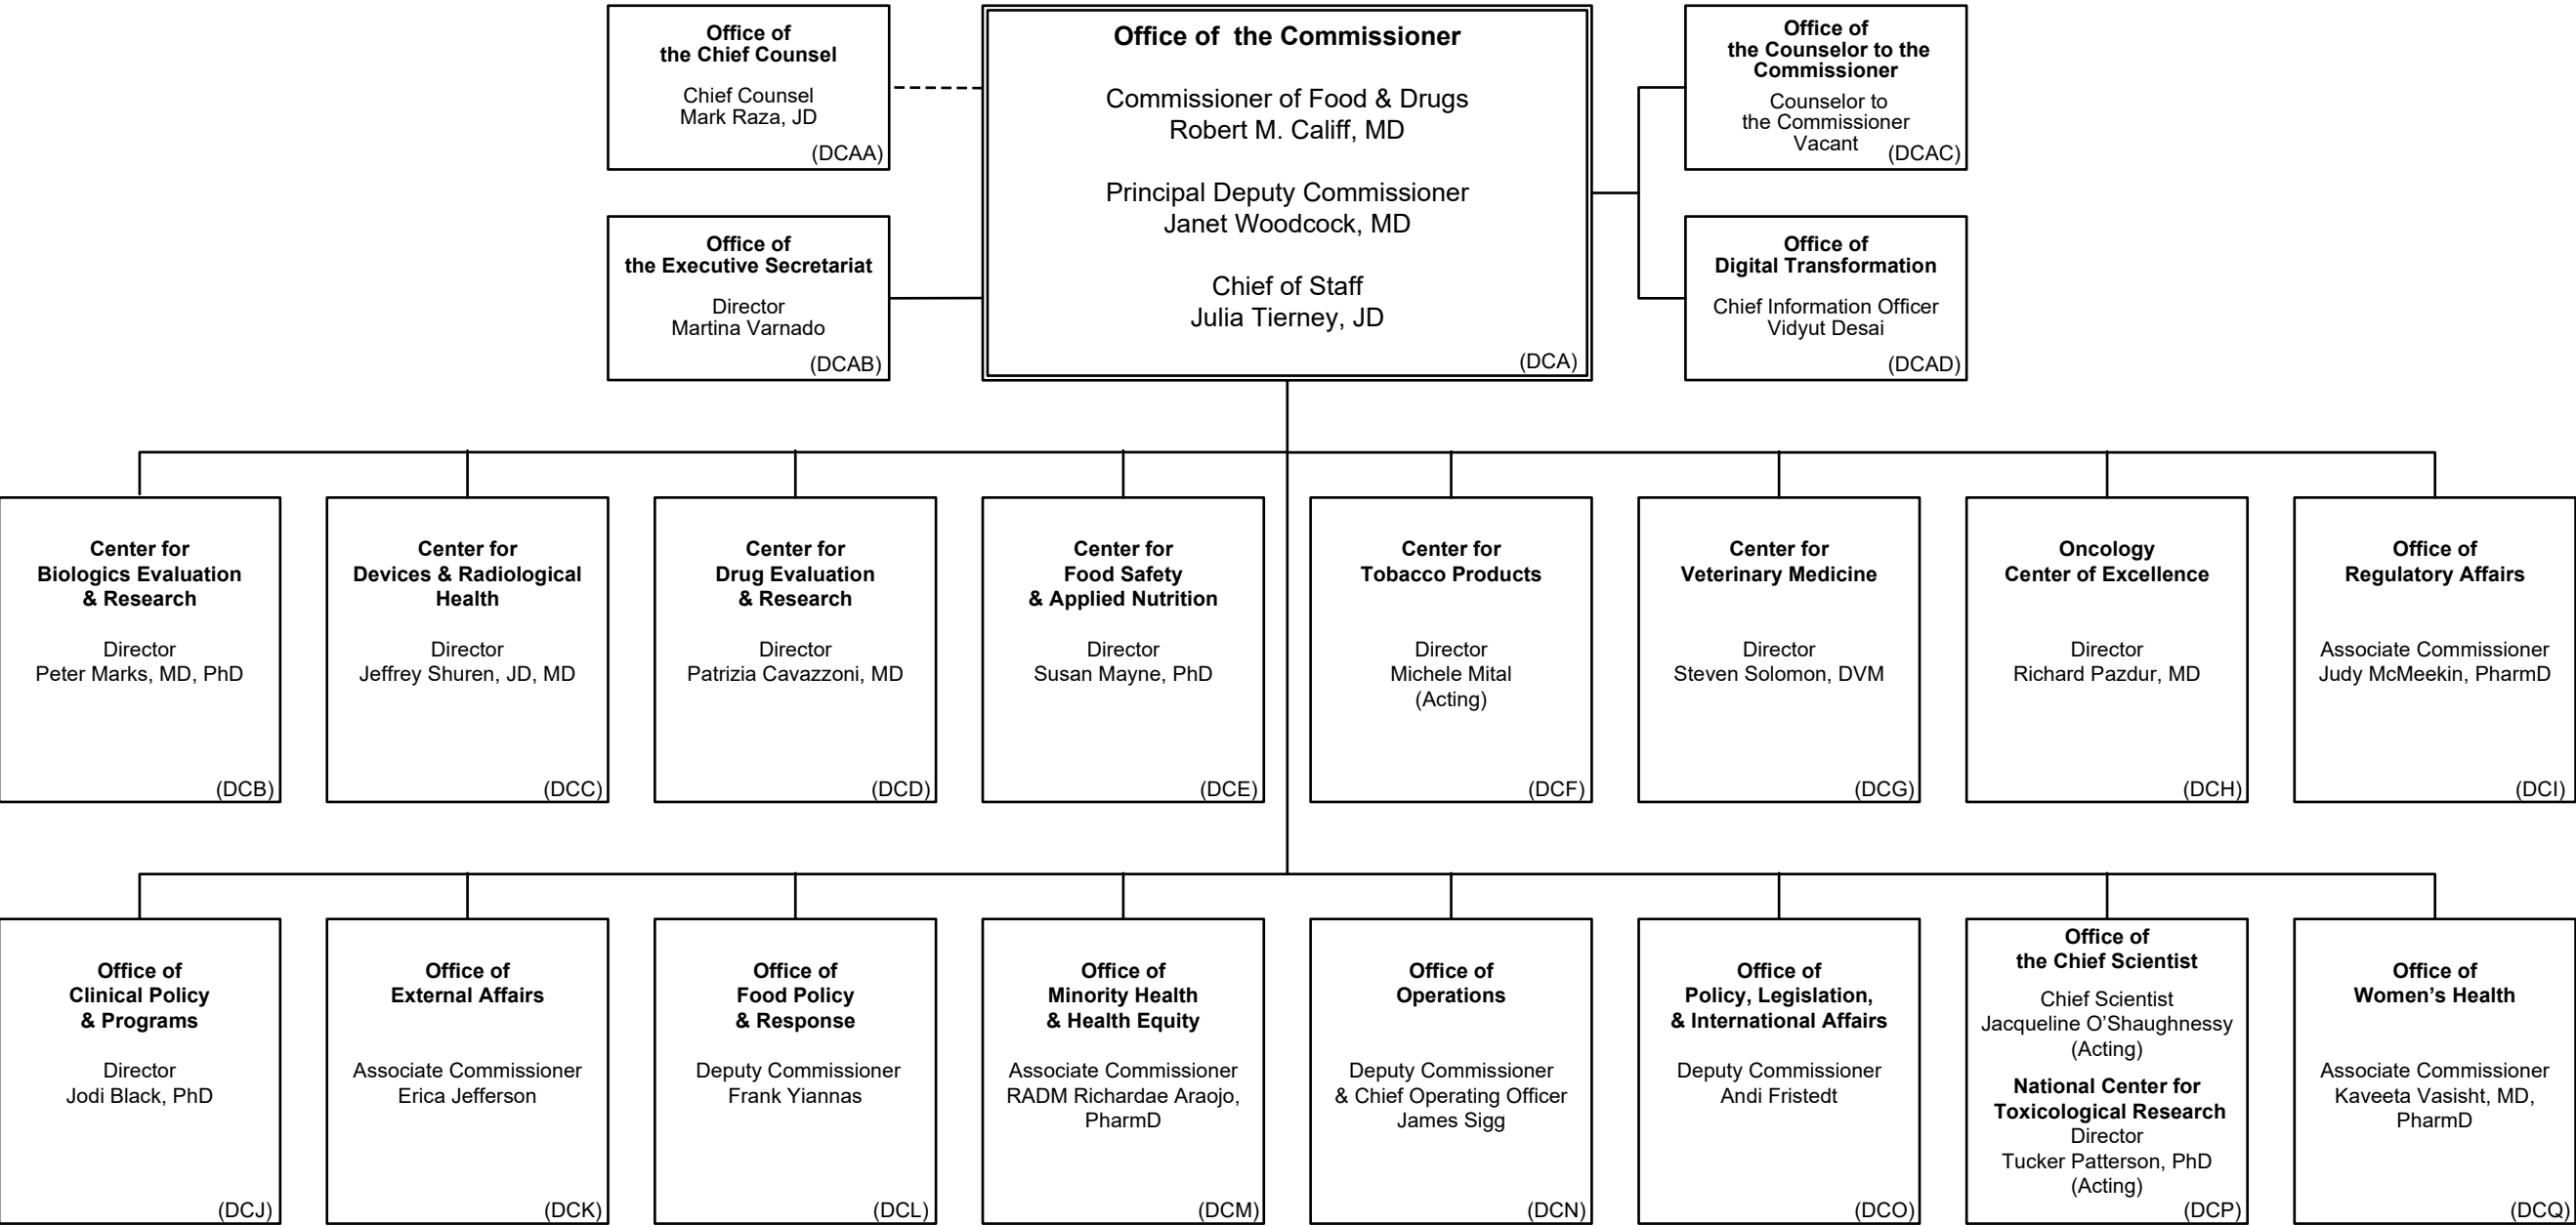 Office of
the Chief Counsel
Chief Counsel
Mark Raza, JD
(DCAA)
Office of the Commissioner
Commissioner of Food & Drugs
Robert M. Califf, MD
Principal Deputy Commissioner
Janet Woodcock, MD
Chief of Staff
Julia Tierney, JD
(DCA)
Office of
the Counselor to the
Commissioner
Counselor to
the Commissioner
Vacant
(DCAC)
Office of
the Executive Secretariat
Director
Martina Varnado
(DCAB)
Office of
Digital Transformation
Chief Information Officer
Vidyut Desai
(DCAD)
Center for
Biologics Evaluation
& Research
Director
Peter Marks, MD, PhD
(DCB)
Center for
Devices & Radiological
Health
Director
Jeffrey Shuren, JD, MD
(DCC)
Center for
Drug Evaluation
& Research
Director
Patrizia Cavazzoni, MD
(DCD)
Center for
Food Safety
& Applied Nutrition
Director
Susan Mayne, PhD
(DCE)
Center for
Tobacco Products
Director
Michele Mital
(Acting)
(DCF)
Center for
Veterinary Medicine
Director
Steven Solomon, DVM
(DCG)
Oncology
Center of Excellence
Director
Richard Pazdur, MD
(DCH)
Office of
Regulatory Affairs
Associate Commissioner
Judy McMeekin, PharmD
(DCI)
Office of
Clinical Policy
& Programs
Director
Jodi Black, PhD
(DCJ)
Office of
External Affairs
Associate Commissioner
Erica Jefferson
(DCK)
Office of
Food Policy
& Response
Deputy Commissioner
Frank Yiannas
(DCL)
Office of
Minority Health
& Health Equity
Associate Commissioner
RADM Richardae Araojo,
PharmD
(DCM)
Office of
Operations
Deputy Commissioner
& Chief Operating Officer
James Sigg
(DCN)
Office of
Policy, Legislation,
& International Affairs
Deputy Commissioner
Andi Fristedt
(DCO)
Office of
the Chief Scientist
Chief Scientist
Jacqueline O’Shaughnessy
(Acting)
National Center for
Toxicological Research
Director
Tucker Patterson, PhD
(Acting)
(DCP)
Office of
Women’s Health
Associate Commissioner
Kaveeta Vasisht, MD,
PharmD
(DCQ)